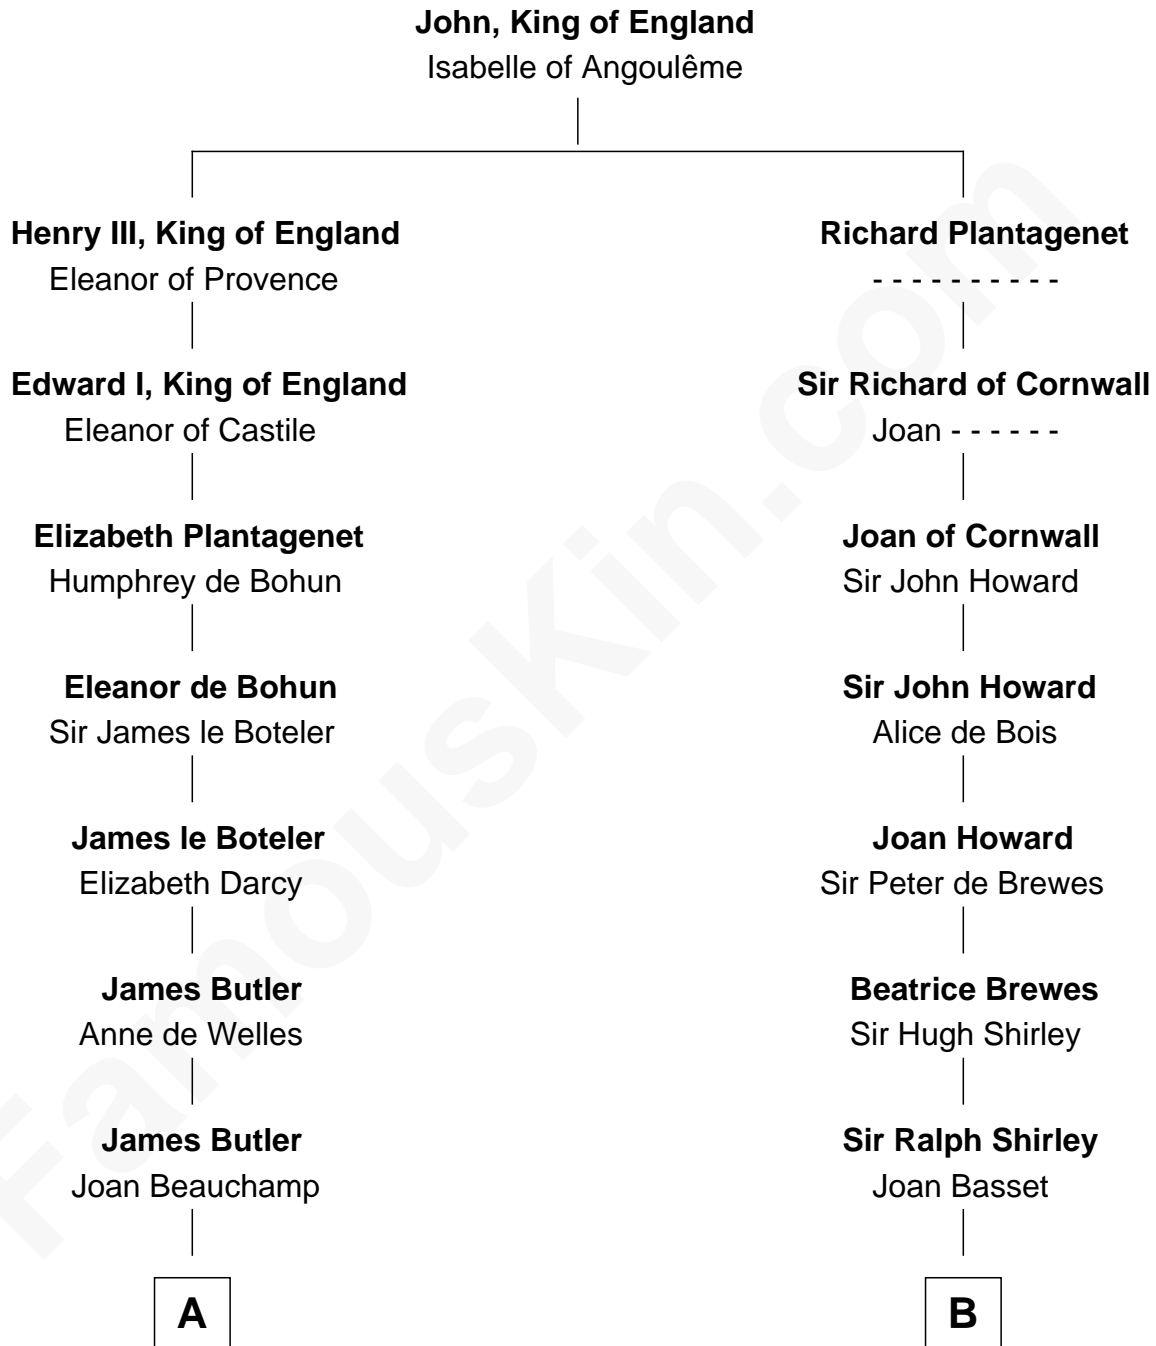 John, King of England
Isabelle of Angoulême
Henry III, King of England
Eleanor of Provence
Edward I, King of England
Eleanor of Castile
Elizabeth Plantagenet
Humphrey de Bohun
Eleanor de Bohun
Sir James le Boteler
James le Boteler
Elizabeth Darcy
James Butler
Anne de Welles
James Butler
Joan Beauchamp
A
Richard Plantagenet
- - - - - - - - - -
Sir Richard of Cornwall
Joan - - - - - -
Joan of Cornwall
Sir John Howard
Sir John Howard
Alice de Bois
Joan Howard
Sir Peter de Brewes
Beatrice Brewes
Sir Hugh Shirley
Sir Ralph Shirley
Joan Basset
B
FamousKin.com